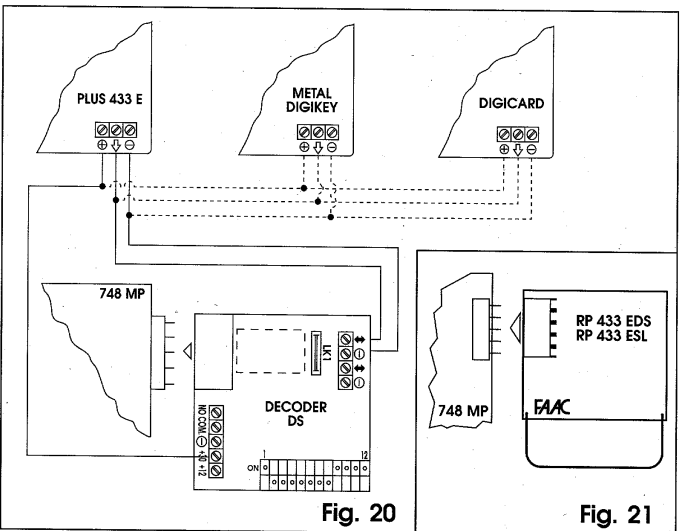 PLUS 433 E
METAL
DIGIKEY
DIGICARD
⊕ ⇩ ⊖
⊕ ⇩ ⊖
⊕ ⇩ ⊖
748 MP
LK1
DECODER
DS
NO COM ⊖ +30 +12
ON
1
12
Fig. 20
748 MP
RP 433 EDS
RP 433 ESL
FAAC
Fig. 21